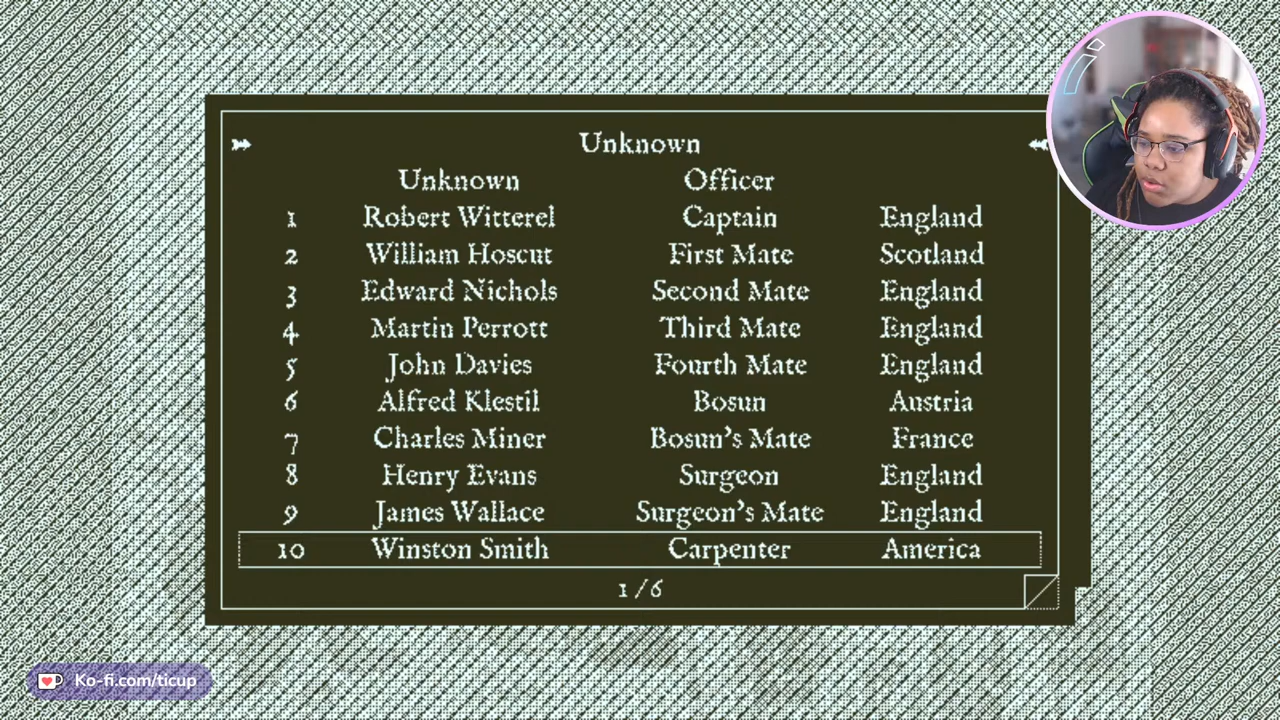 Unknown
Unknown Officer
1 Robert Witterel Captain England
2 William Hoscut First Mate Scotland
3 Edward Nichols Second Mate England
4 Martin Perrott Third Mate England
5 John Davies Fourth Mate England
6 Alfred Klestil Bosun Austria
7 Charles Miner Bosun's Mate France
8 Henry Evans Surgeon England
9 James Wallace Surgeon's Mate England
10 Winston Smith Carpenter America
1/6
Ko-fi.com/ticup